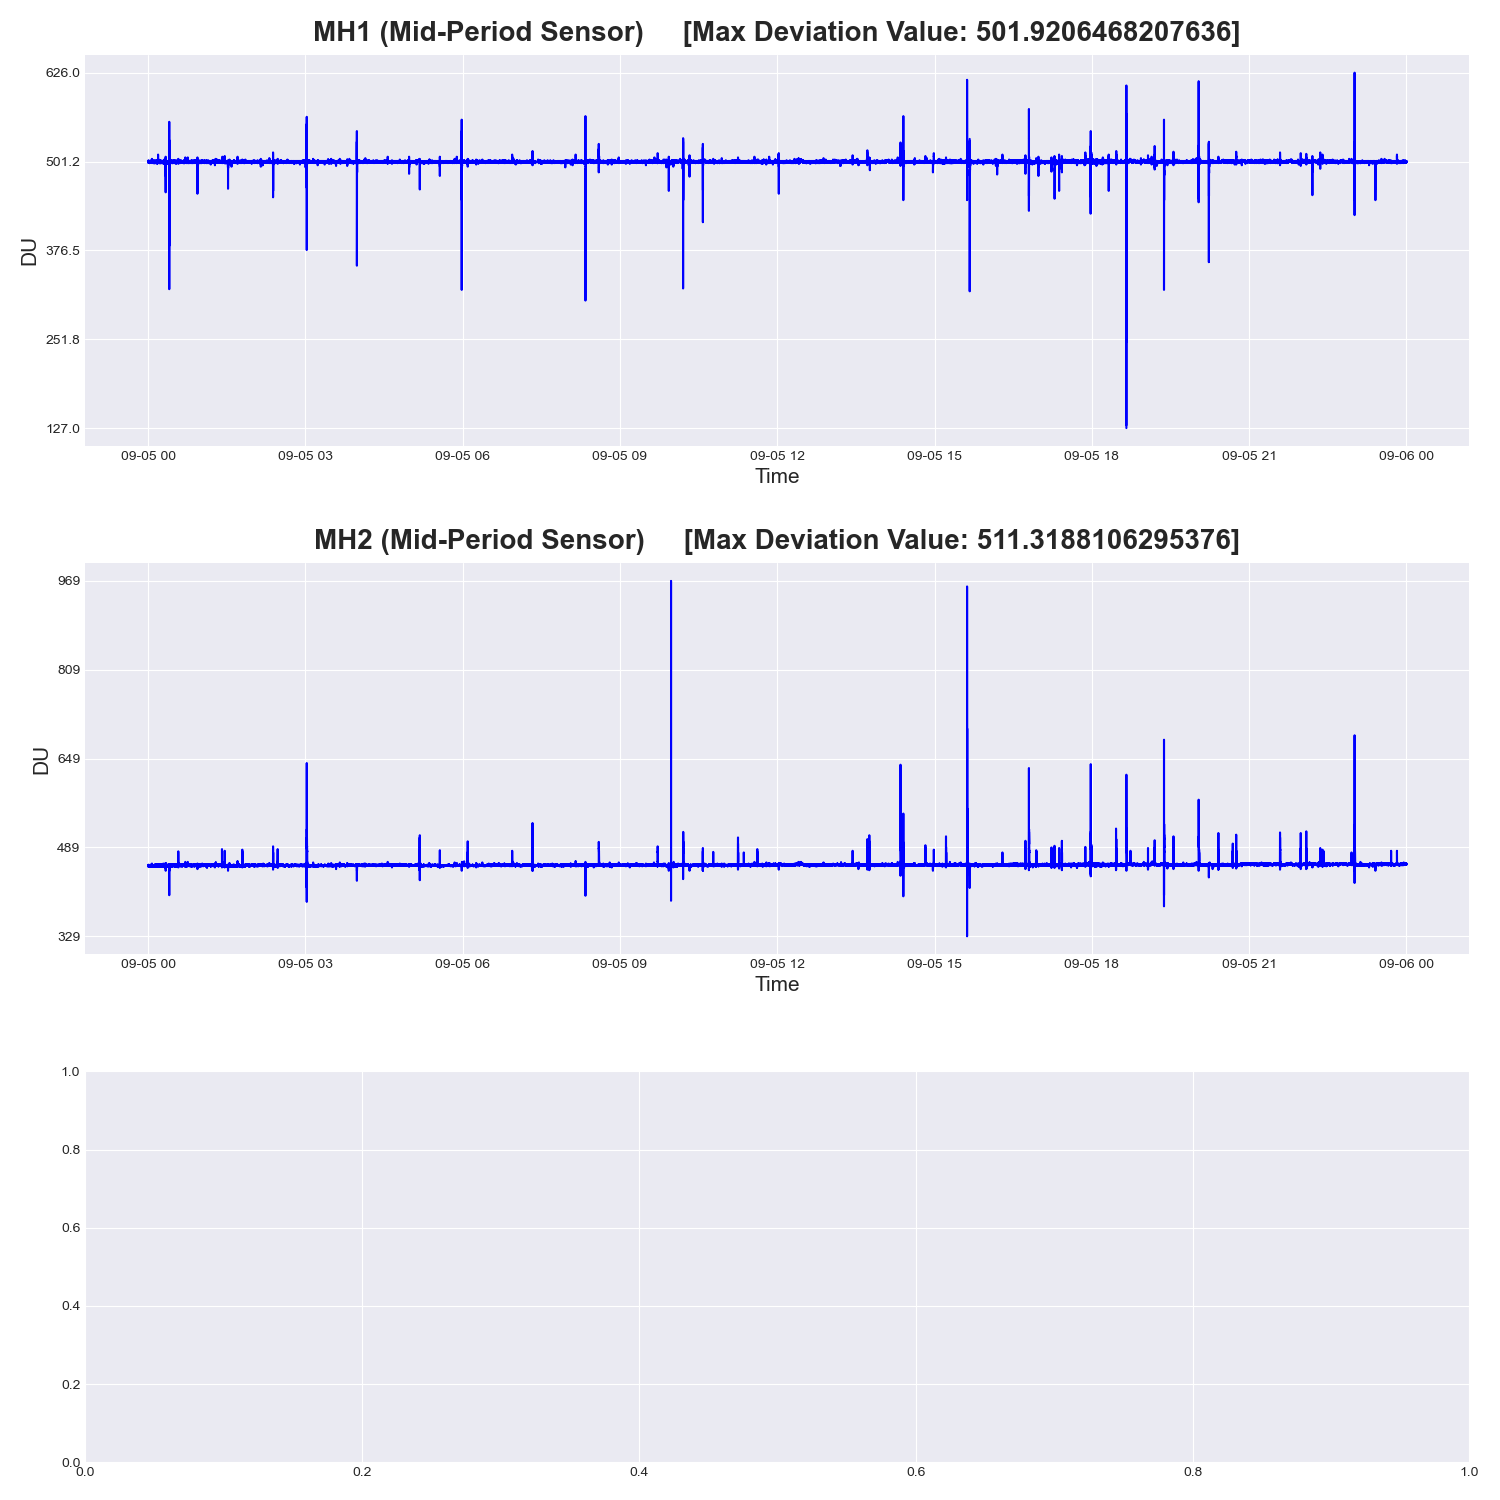 MH1 (Mid-Period Sensor) [Max Deviation Value: 501.9206468207636]
626.0
501.2
376.5
251.8
127.0
DU
09-05 00 09-05 03 09-05 06 09-05 09 09-05 12 09-05 15 09-05 18 09-05 21 09-06 00
Time
MH2 (Mid-Period Sensor) [Max Deviation Value: 511.3188106295376]
969
809
649
489
329
DU
09-05 00 09-05 03 09-05 06 09-05 09 09-05 12 09-05 15 09-05 18 09-05 21 09-06 00
Time
1.0
0.8
0.6
0.4
0.2
0.0
0.0 0.2 0.4 0.6 0.8 1.0